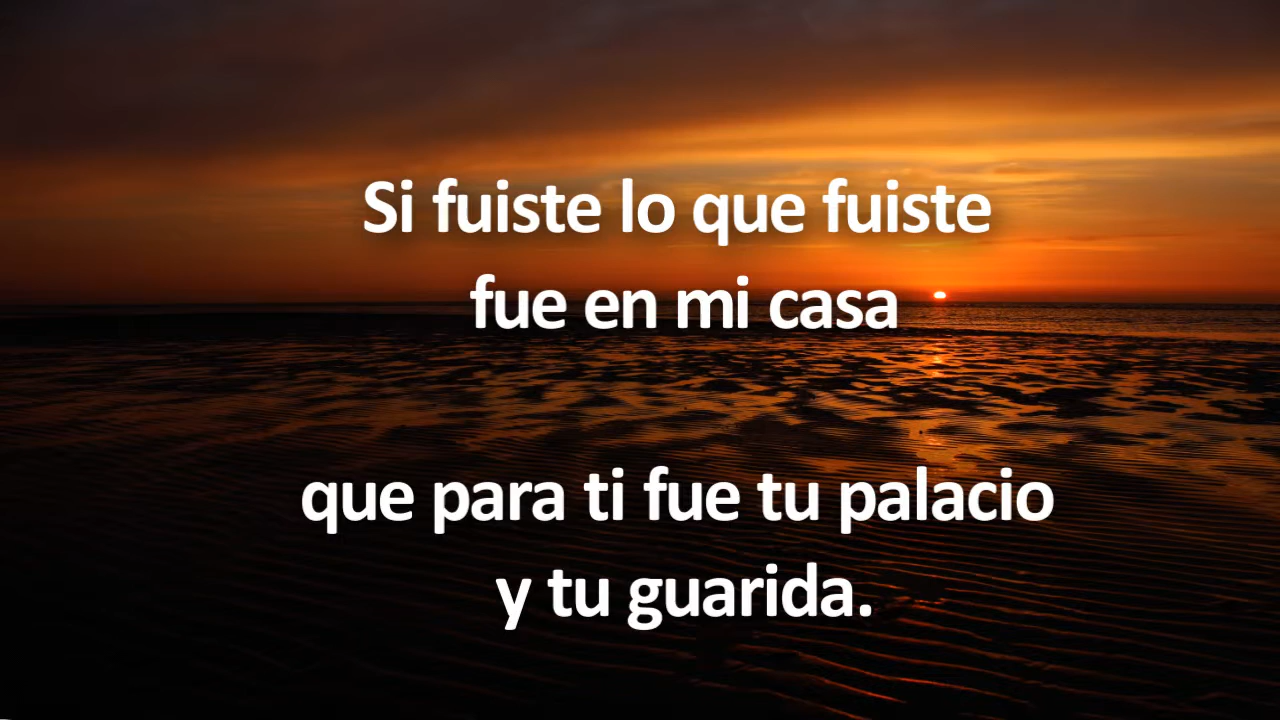 Si fuiste lo que fuiste
fue en mi casa
que para ti fue tu palacio
y tu guarida.